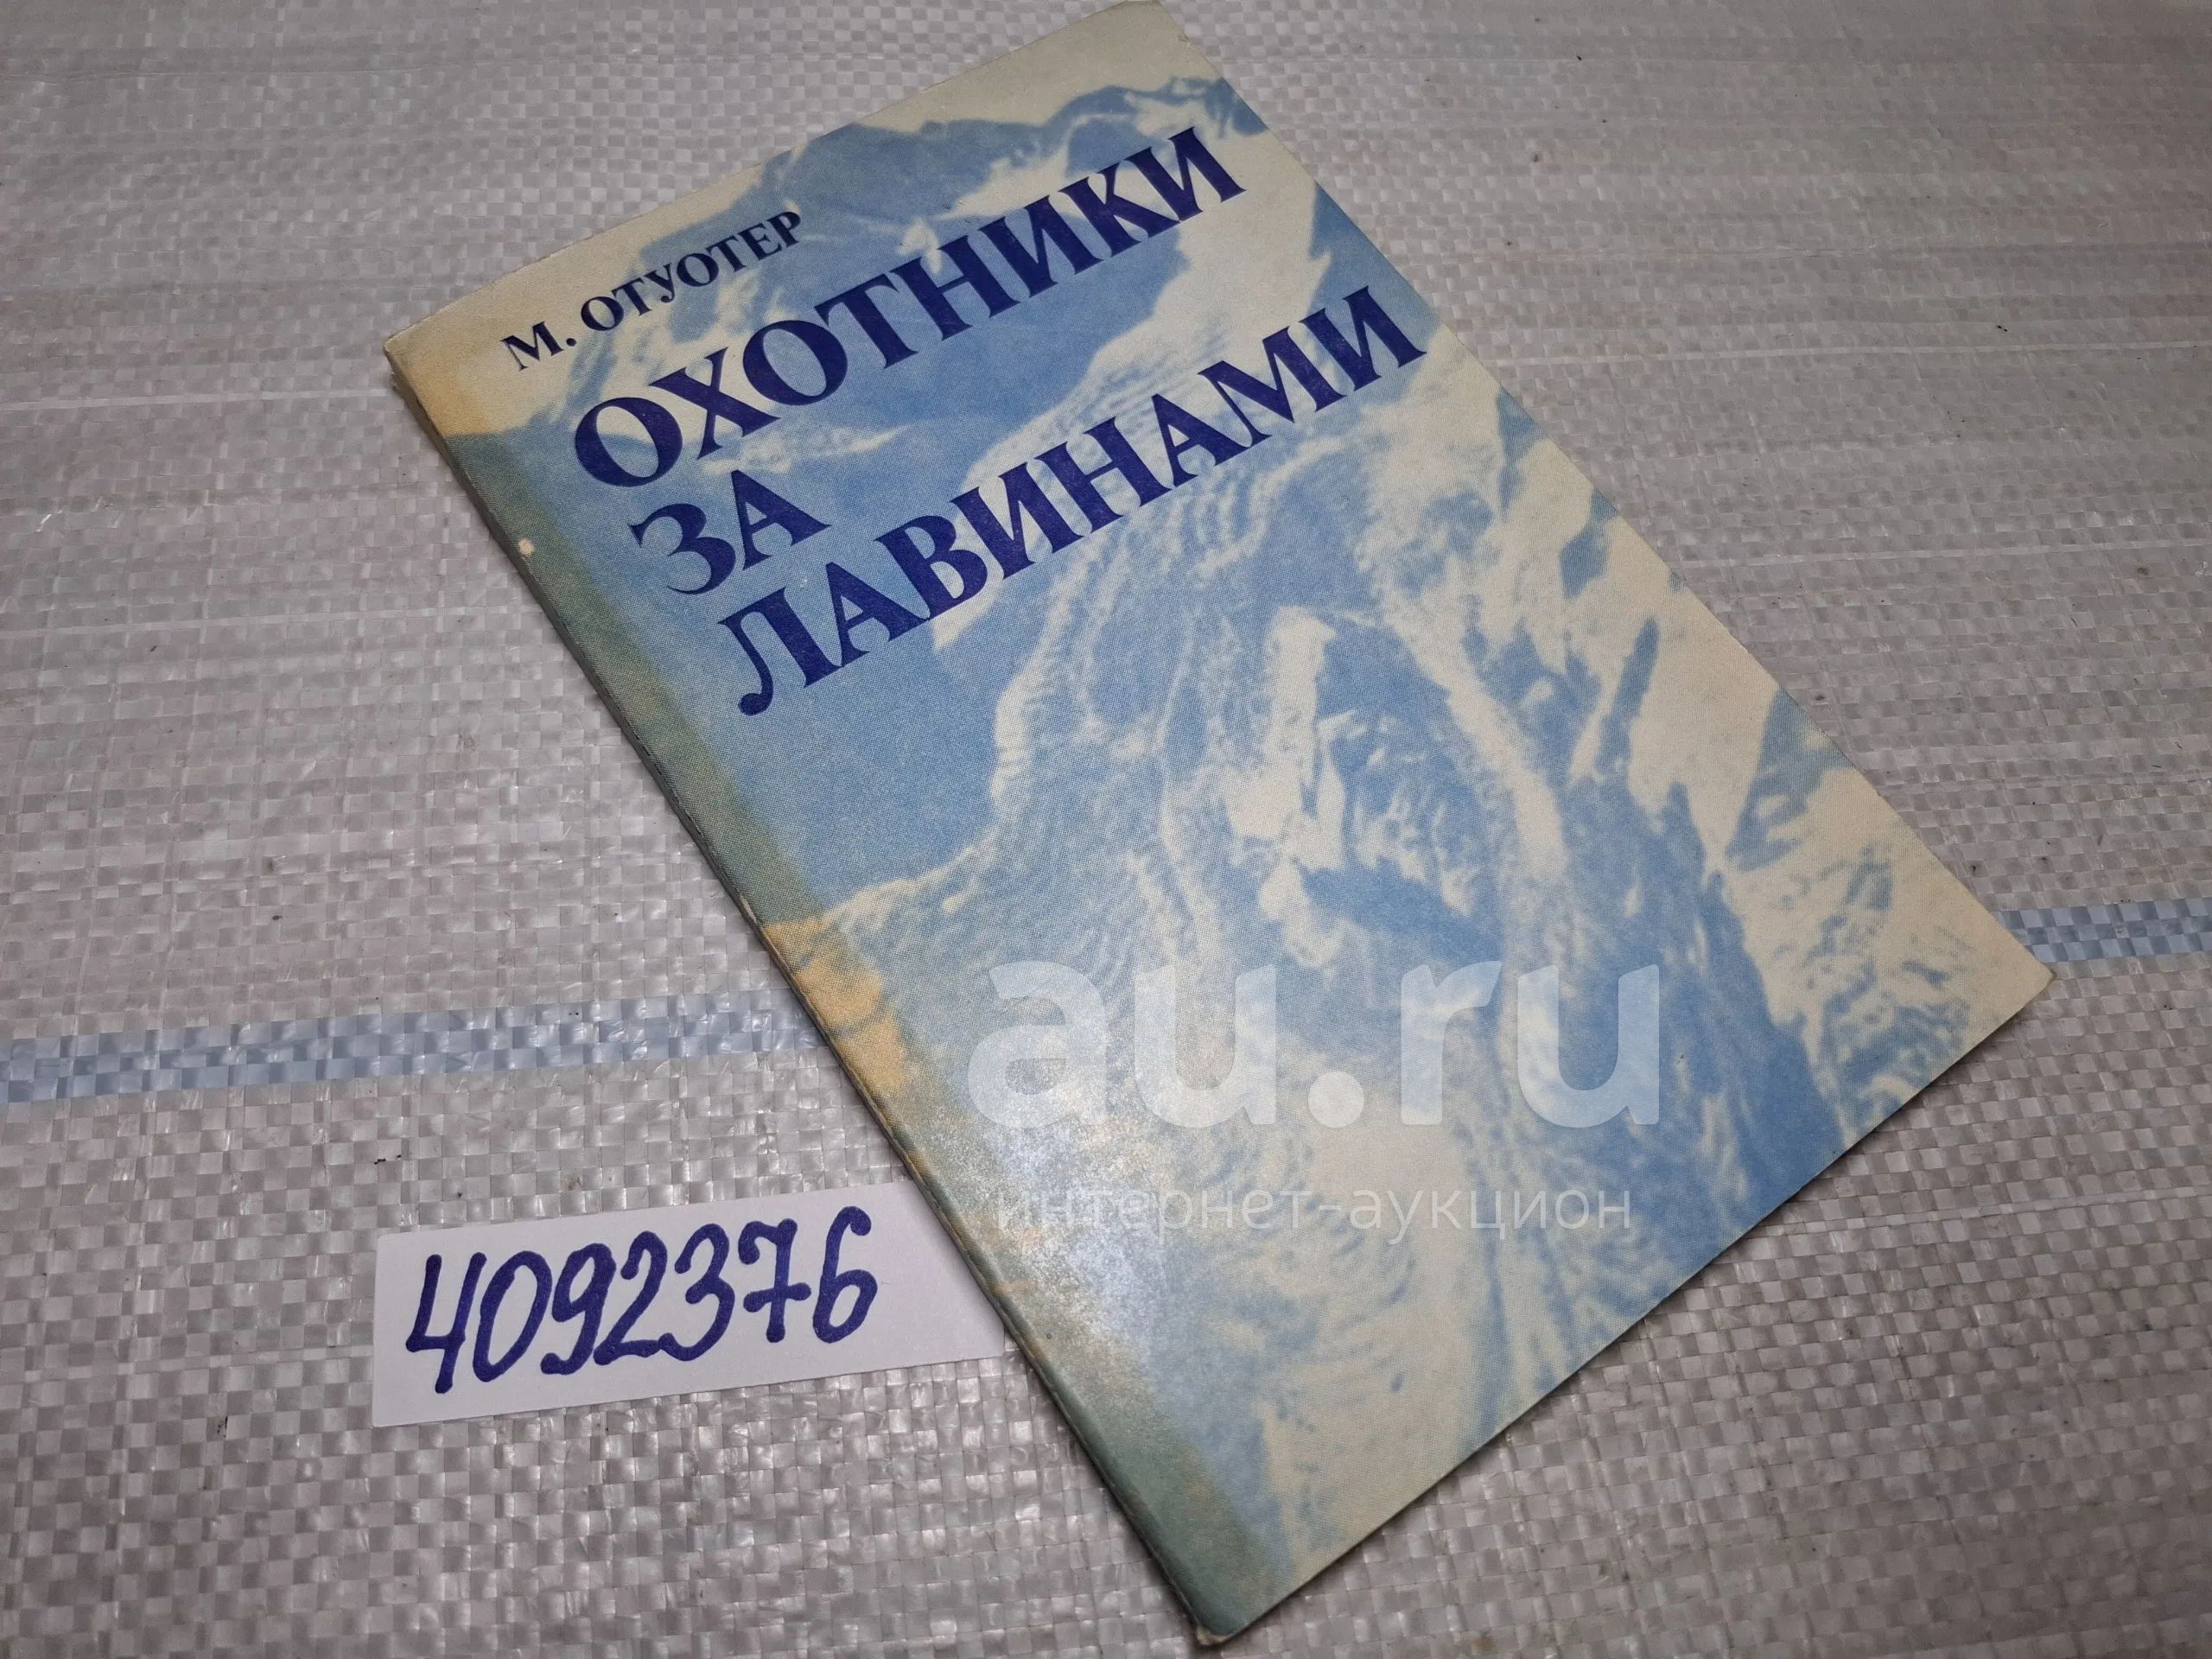 М. ОТУОТЕР
ОХОТНИКИ
ЗА
ЛАВИНАМИ
au.ru
интернет-аукцион
4092376